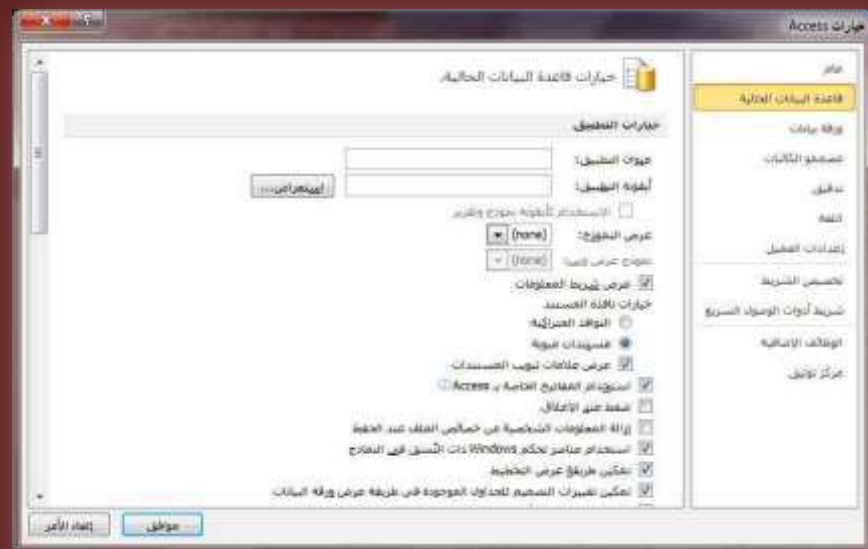 خيارات Access
عام
قاعدة البيانات الحالية
ورقة بيانات
مصممو الكائنات
تدقيق
اللغة
إعدادات العميل
تخصيص الشريط
شريط أدوات الوصول السريع
الوظائف الإضافية
مركز توثيق
خيارات قاعدة البيانات الحالية.
خيارات التطبيق
عنوان التطبيق:
أيقونة التطبيق:
استعراض...
الاستخدام كأيقونة نموذج وتقرير
عرض النموذج: (none)
نموذج عرض ويب: (none)
عرض شريط المعلومات
خيارات نافذة المستند
النوافذ المتراكبة
مستندات مبوبة
عرض علامات تبويب المستندات
استخدام المفاتيح الخاصة بـ Access
ضغط عند الإغلاق
إزالة المعلومات الشخصية من خصائص الملف عند الحفظ
استخدام عناصر تحكم Windows ذات النُسق في النماذج
تمكين طريقة عرض التخطيط
تمكين تغييرات التصميم للجداول الموجودة في طريقة عرض ورقة البيانات
موافق
إلغاء الأمر